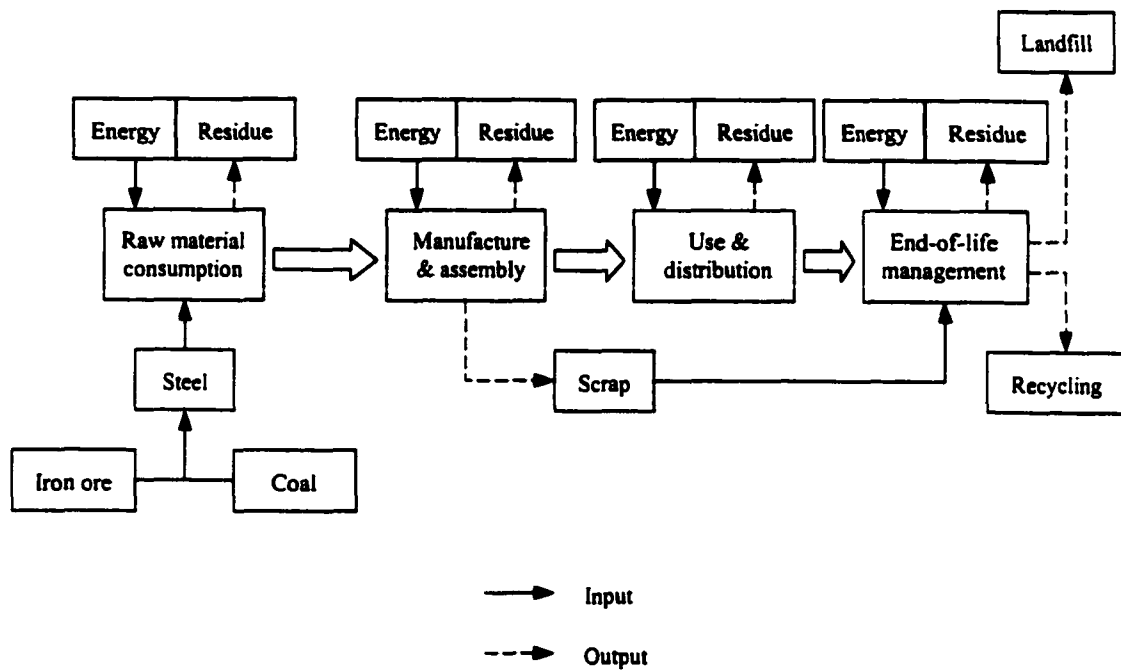 Landfill
Energy Residue
Energy Residue
Energy Residue
Energy Residue
Raw material
consumption
Manufacture
& assembly
Use &
distribution
End-of-life
management
Steel
Scrap
Recycling
Iron ore
Coal
Input
Output